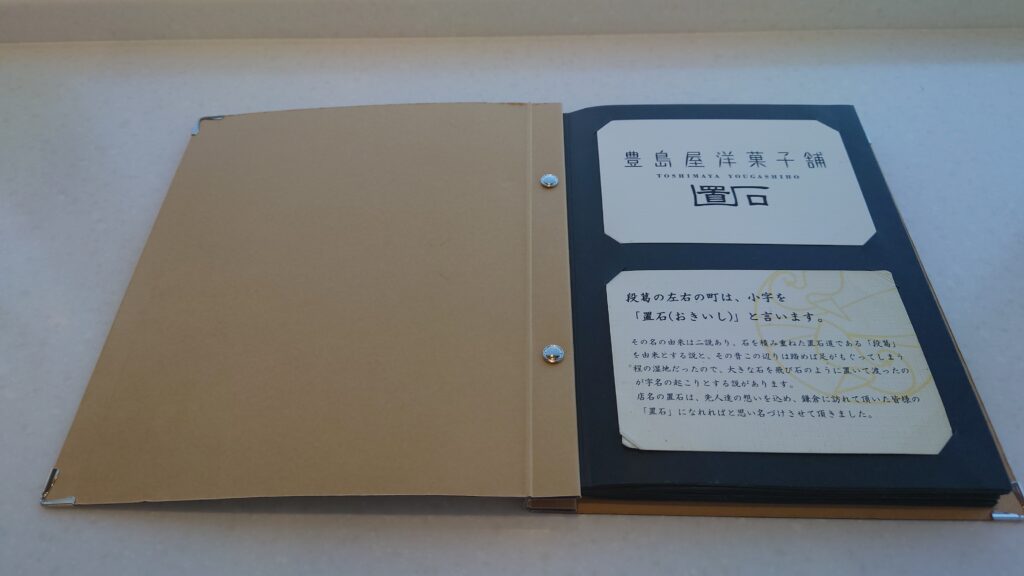 豊島屋洋菓子舗
TOSHIMAYA YOUGASHIHO
置石
段葛の左右の町は、小字を
「置石(おきいし)」と言います。
その名の由来は二説あり、石を積み重ねた置石道である「段葛」
を由来とする説と、その昔この辺りは踏めば足がもぐってしまう
程の湿地だったので、大きな石を飛び石のように置いて渡ったの
が字名の起こりとする説があります。
店名の置石は、先人達の想いを込め、鎌倉に訪れて頂いた皆様の
「置石」になれればと思い名づけさせて頂きました。